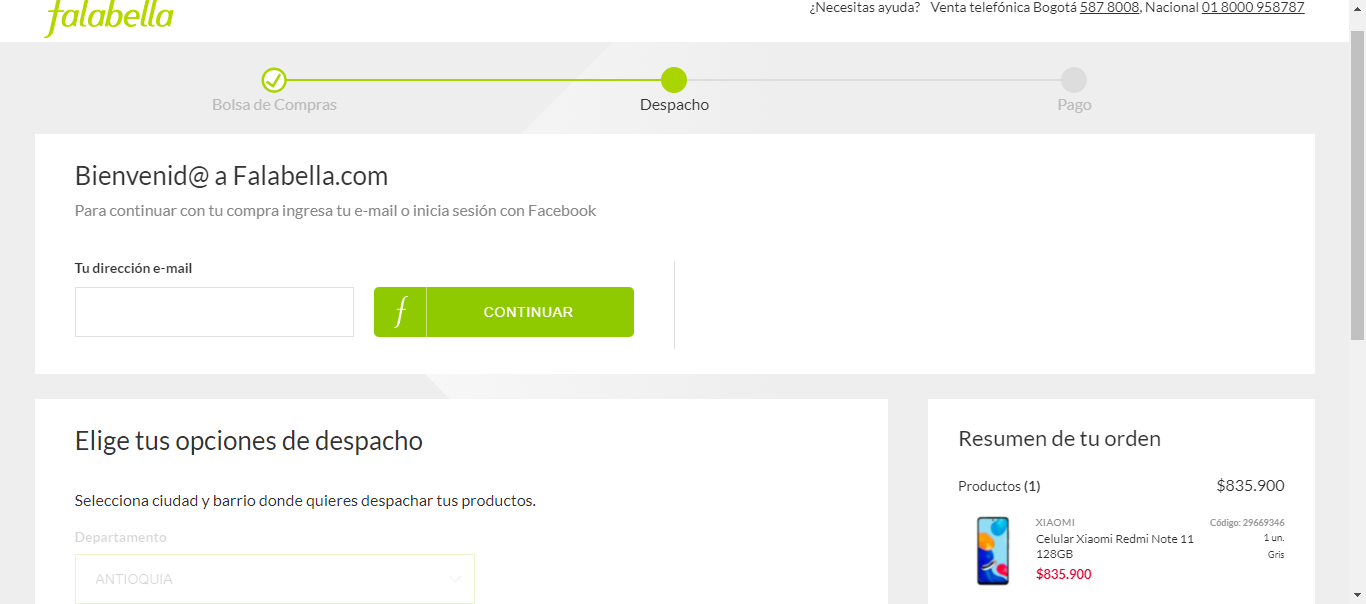 falabella
¿Necesitas ayuda? Venta telefónica Bogotá 587 8008, Nacional 01 8000 958787
Bolsa de Compras
Despacho
Pago
Bienvenid@ a Falabella.com
Para continuar con tu compra ingresa tu e-mail o inicia sesión con Facebook
Tu dirección e-mail
f CONTINUAR
Elige tus opciones de despacho
Selecciona ciudad y barrio donde quieres despachar tus productos.
Departamento
ANTIOQUIA
Resumen de tu orden
Productos (1) $835.900
XIAOMI Código: 29669346
Celular Xiaomi Redmi Note 11 1 un.
128GB Gris
$835.900